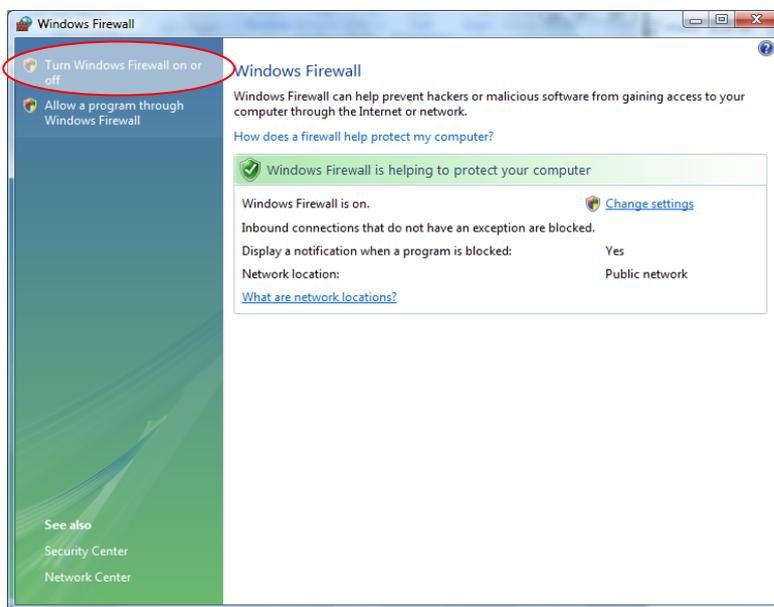 Windows Firewall
Turn Windows Firewall on or
off
Allow a program through
Windows Firewall
Windows Firewall
Windows Firewall can help prevent hackers or malicious software from gaining access to your
computer through the Internet or network.
How does a firewall help protect my computer?
Windows Firewall is helping to protect your computer
Windows Firewall is on.
Change settings
Inbound connections that do not have an exception are blocked.
Display a notification when a program is blocked: Yes
Network location: Public network
What are network locations?
See also
Security Center
Network Center